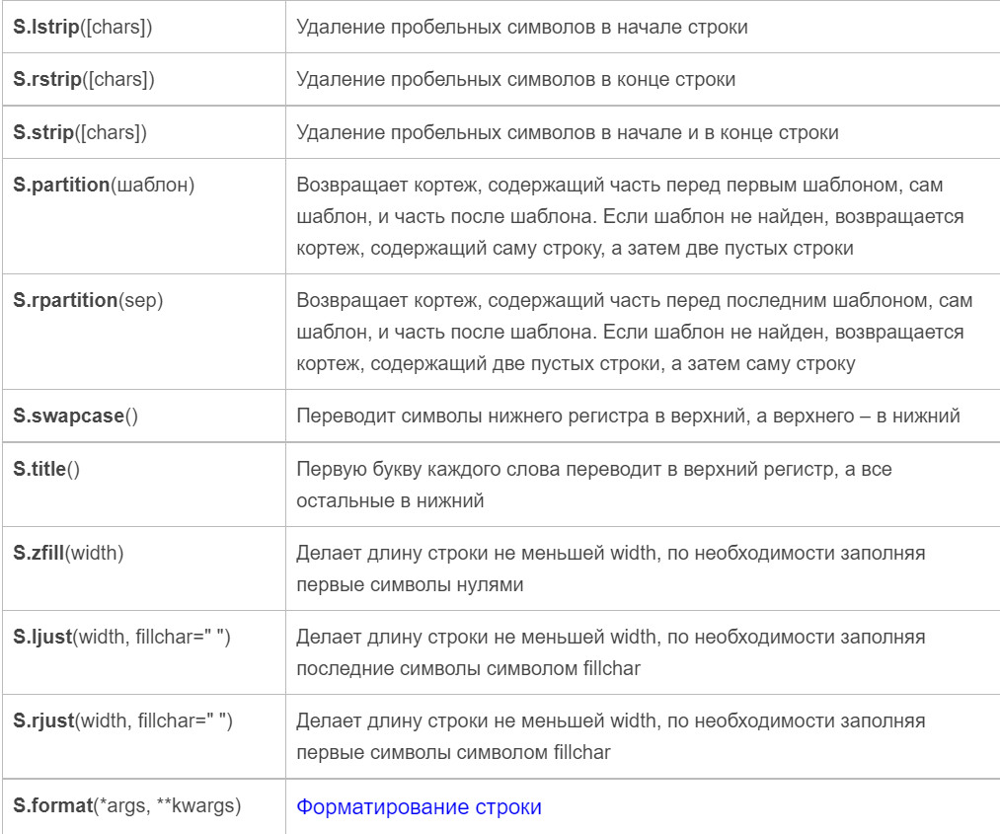 S.lstrip([chars])
Удаление пробельных символов в начале строки
S.rstrip([chars])
Удаление пробельных символов в конце строки
S.strip([chars])
Удаление пробельных символов в начале и в конце строки
S.partition(шаблон)
Возвращает кортеж, содержащий часть перед первым шаблоном, сам
шаблон, и часть после шаблона. Если шаблон не найден, возвращается
кортеж, содержащий саму строку, а затем две пустых строки
S.rpartition(sep)
Возвращает кортеж, содержащий часть перед последним шаблоном, сам
шаблон, и часть после шаблона. Если шаблон не найден, возвращается
кортеж, содержащий две пустых строки, а затем саму строку
S.swapcase()
Переводит символы нижнего регистра в верхний, а верхнего – в нижний
S.title()
Первую букву каждого слова переводит в верхний регистр, а все
остальные в нижний
S.zfill(width)
Делает длину строки не меньшей width, по необходимости заполняя
первые символы нулями
S.ljust(width, fillchar=" ")
Делает длину строки не меньшей width, по необходимости заполняя
последние символы символом fillchar
S.rjust(width, fillchar=" ")
Делает длину строки не меньшей width, по необходимости заполняя
первые символы символом fillchar
S.format(*args, **kwargs)
Форматирование строки